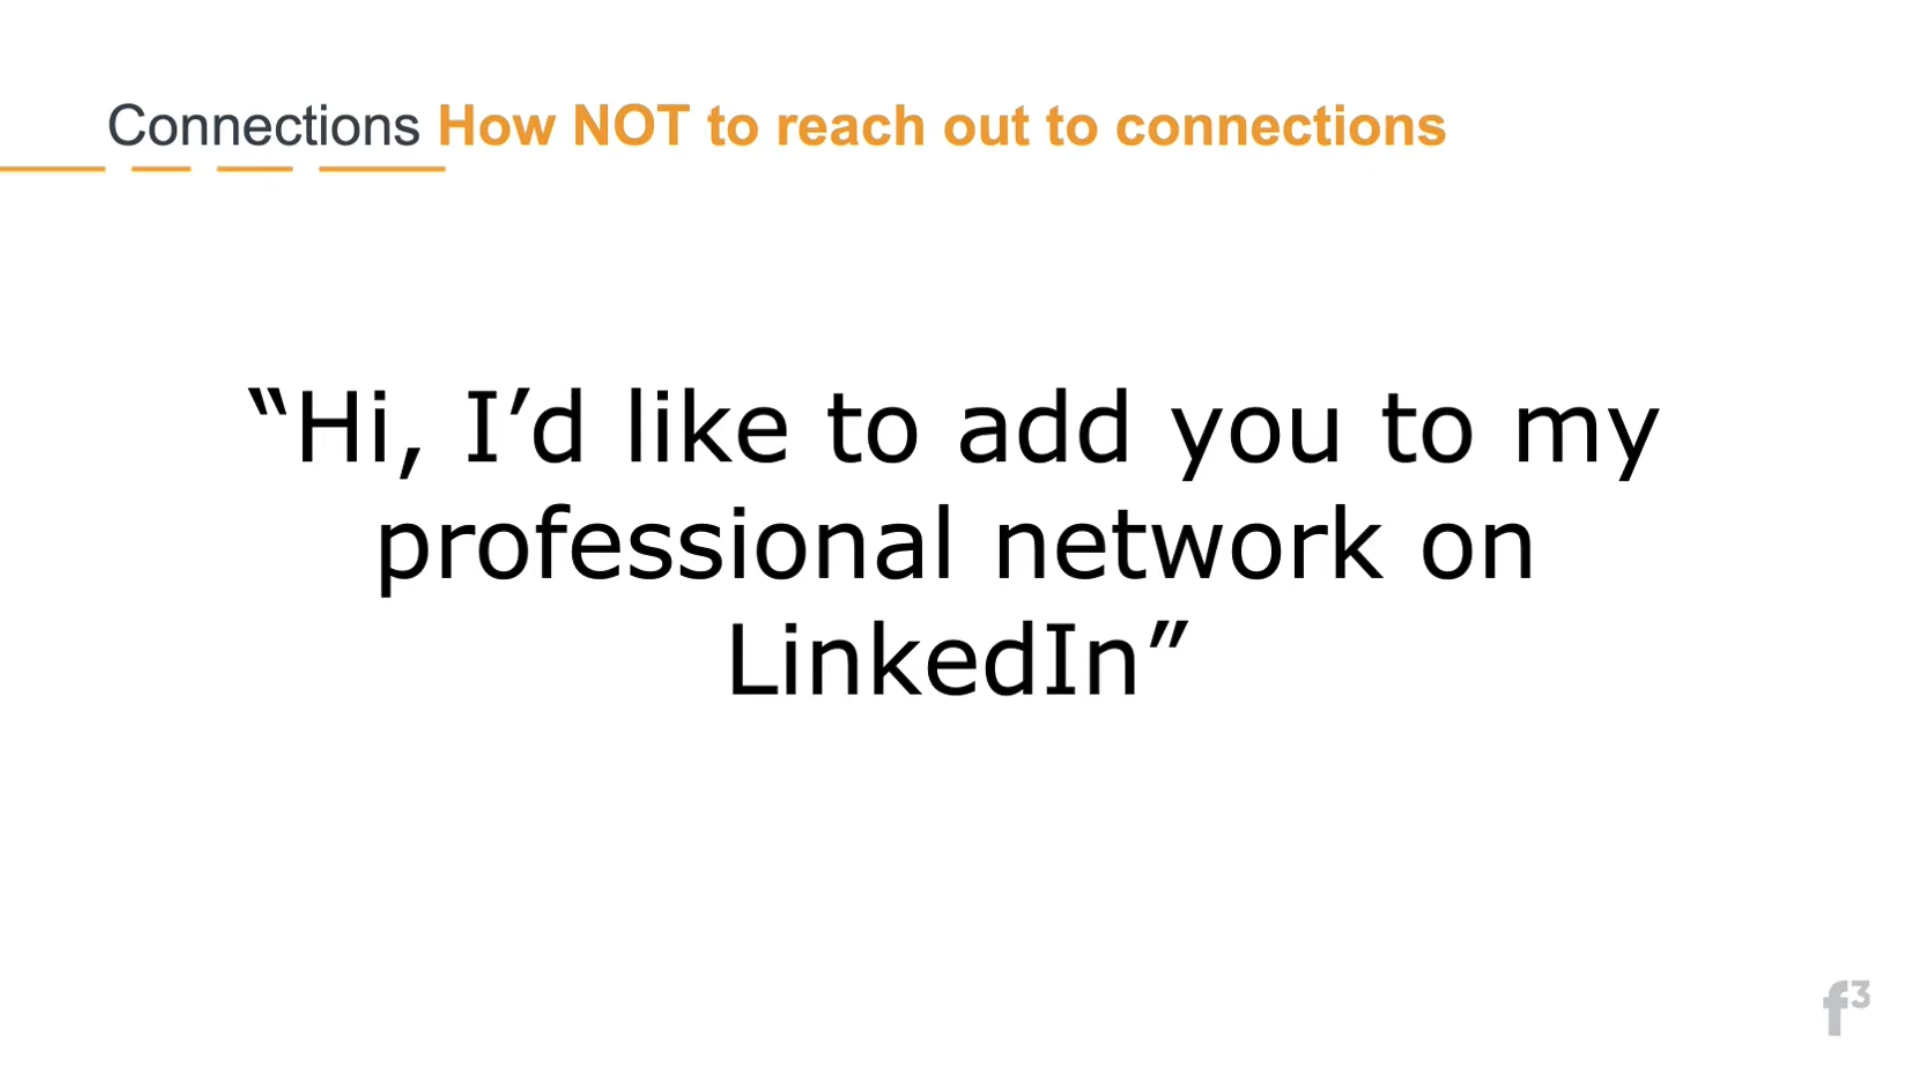 Connections How NOT to reach out to connections
“Hi, I’d like to add you to my
professional network on
LinkedIn”
f³